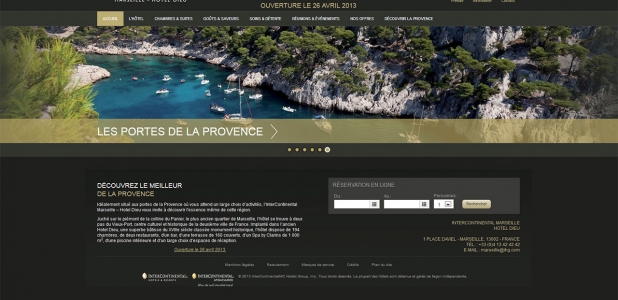 MARSEILLE - HÔTEL DIEU
OUVERTURE LE 26 AVRIL 2013
Contact
ACCUEIL L'HÔTEL CHAMBRES & SUITES GOÛTS & SAVEURS SOINS & DÉTENTE RÉUNIONS & ÉVÉNEMENTS NOS OFFRES DÉCOUVRIR LA PROVENCE
LES PORTES DE LA PROVENCE
DÉCOUVREZ LE MEILLEUR
DE LA PROVENCE
Idéalement situé aux portes de la Provence où vous attend un large choix d'activités, l'InterContinental
Marseille – Hotel Dieu vous invite à découvrir l'essence même de cette région.
Juché sur le piémont de la colline du Panier, le plus ancien quartier de Marseille, l'hôtel se trouve à deux
pas du Vieux-Port, centre culturel et historique de la deuxième ville de France. Implanté dans l'ancien
Hotel Dieu, une superbe bâtisse du XVIIIe siècle classée monument historique, l'hôtel dispose de 194
chambres, de deux restaurants, d'un bar, d'une terrasse de 160 couverts, d'un Spa by Clarins de 1 000
m², d'une piscine intérieure et d'un large choix d'espaces de réception.
Ouverture le 26 avril 2013
RÉSERVATION EN LIGNE
Du : Au : Personnes :
1 Rechercher
INTERCONTINENTAL MARSEILLE
HOTEL DIEU
1 PLACE DAVIEL - MARSEILLE, 13002 - FRANCE
TEL : +33 (0)4 13 42 42 42
E-MAIL : marseille@ihg.com
Mentions légales Recrutement Marques de service Crédits Plan du site
INTERCONTINENTAL
HOTELS & RESORTS
INTERCONTINENTAL
© 2013 InterContinental Hotels Group, Inc. Tous droits réservés. La plupart des hôtels sont détenus et gérés de façon indépendante.